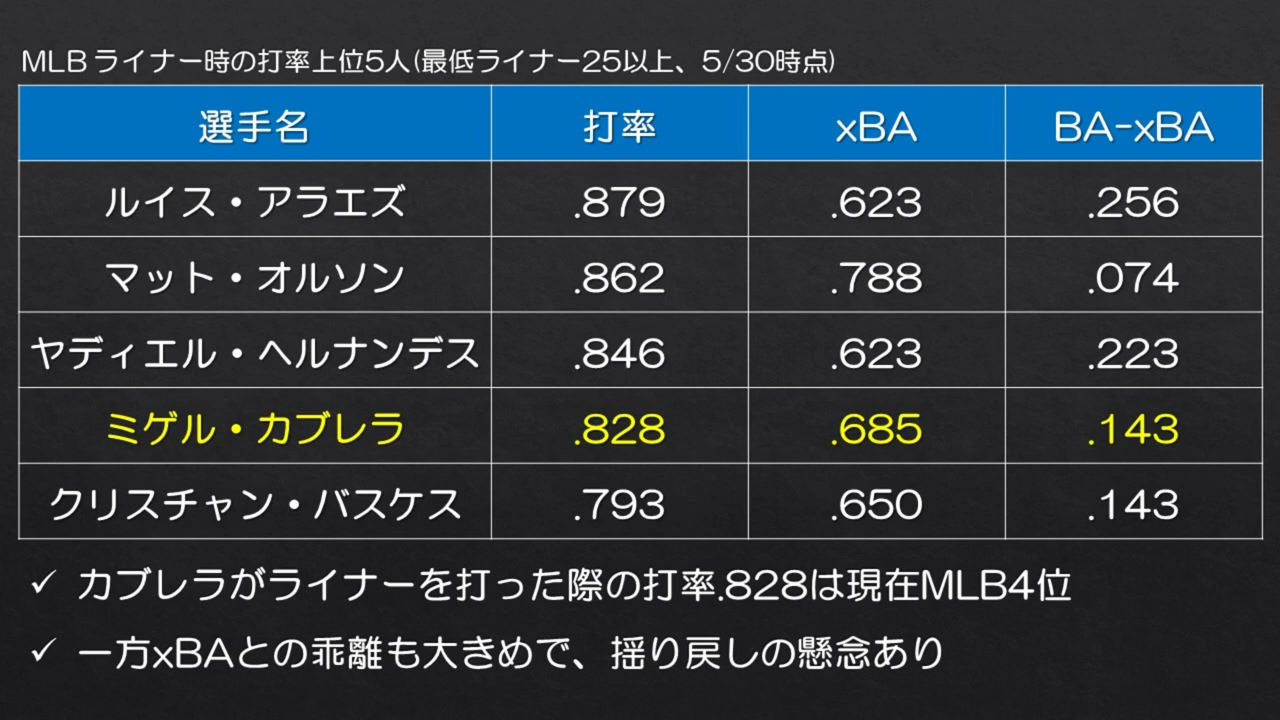 MLBライナー時の打率上位5人(最低ライナー25以上、5/30時点)
選手名 打率 xBA BA-xBA
ルイス・アラエズ .879 .623 .256
マット・オルソン .862 .788 .074
ヤディエル・ヘルナンデス .846 .623 .223
ミゲル・カブレラ .828 .685 .143
クリスチャン・バスケス .793 .650 .143
✓ カブレラがライナーを打った際の打率.828は現在MLB4位
✓ 一方xBAとの乖離も大きめで、揺り戻しの懸念あり